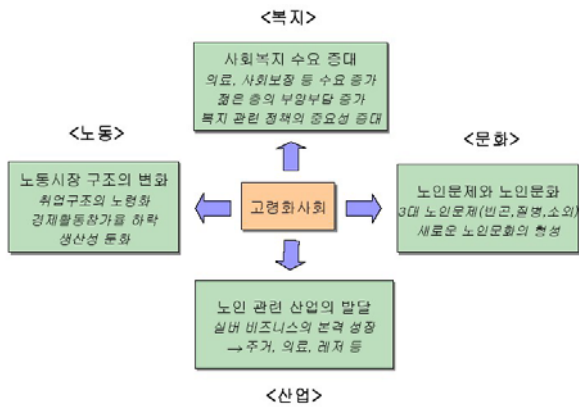 <복지>
사회복지 수요 증대
의료, 사회보장 등 수요 증가
젊은 층의 부양부담 증가
복지 관련 정책의 중요성 증대
<노동>
노동시장 구조의 변화
취업구조의 노령화
경제활동참가율 하락
생산성 둔화
고령화사회
<문화>
노인문제와 노인문화
3대 노인문제(빈곤,질병,소외)
새로운 노인문화의 형성
노인 관련 산업의 발달
실버 비즈니스의 본격 성장
→주거, 의료, 레저 등
<산업>